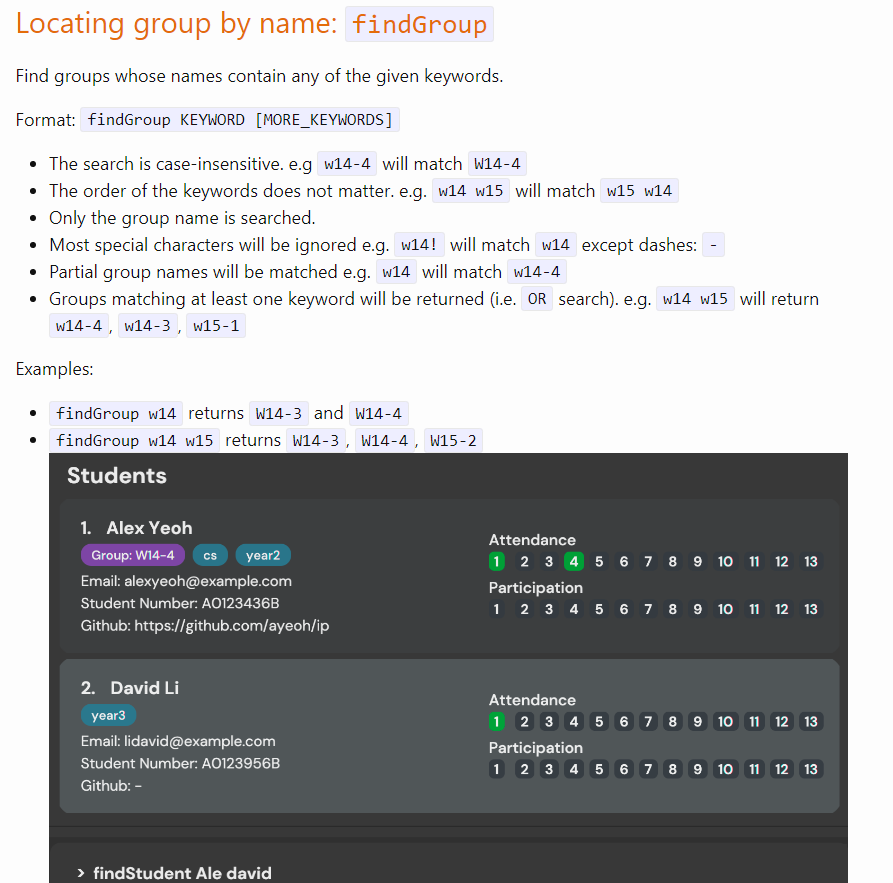 Locating group by name: findGroup
Find groups whose names contain any of the given keywords.
Format: findGroup KEYWORD [MORE_KEYWORDS]
The search is case-insensitive. e.g w14-4 will match W14-4
The order of the keywords does not matter. e.g. w14 w15 will match w15 w14
Only the group name is searched.
Most special characters will be ignored e.g. w14! will match w14 except dashes: -
Partial group names will be matched e.g. w14 will match w14-4
Groups matching at least one keyword will be returned (i.e. OR search). e.g. w14 w15 will return
w14-4, w14-3, w15-1
Examples:
findGroup w14 returns W14-3 and W14-4
findGroup w14 w15 returns W14-3, W14-4, W15-2
Students
1. Alex Yeoh
Group: W14-4 cs year2
Email: alexyeoh@example.com
Student Number: A0123436B
Github: https://github.com/ayeoh/ip
Attendance
1 2 3 4 5 6 7 8 9 10 11 12 13
Participation
1 2 3 4 5 6 7 8 9 10 11 12 13
2. David Li
year3
Email: lidavid@example.com
Student Number: A0123956B
Github: -
Attendance
1 2 3 4 5 6 7 8 9 10 11 12 13
Participation
1 2 3 4 5 6 7 8 9 10 11 12 13
> findStudent Ale david